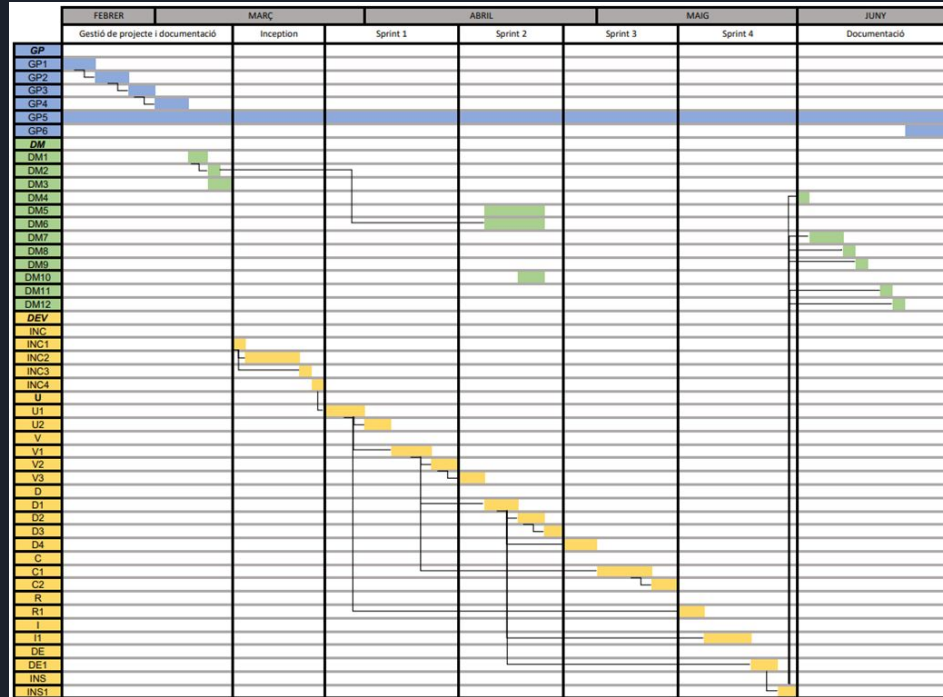 FEBRER MARÇ ABRIL MAIG JUNY
Gestió de projecte i documentació Inception Sprint 1 Sprint 2 Sprint 3 Sprint 4 Documentació
GP
GP1
GP2
GP3
GP4
GP5
GP6
DM
DM1
DM2
DM3
DM4
DM5
DM6
DM7
DM8
DM9
DM10
DM11
DM12
DEV
INC
INC1
INC2
INC3
INC4
U
U1
U2
V
V1
V2
V3
D
D1
D2
D3
D4
C
C1
C2
R
R1
I
I1
DE
DE1
INS
INS1